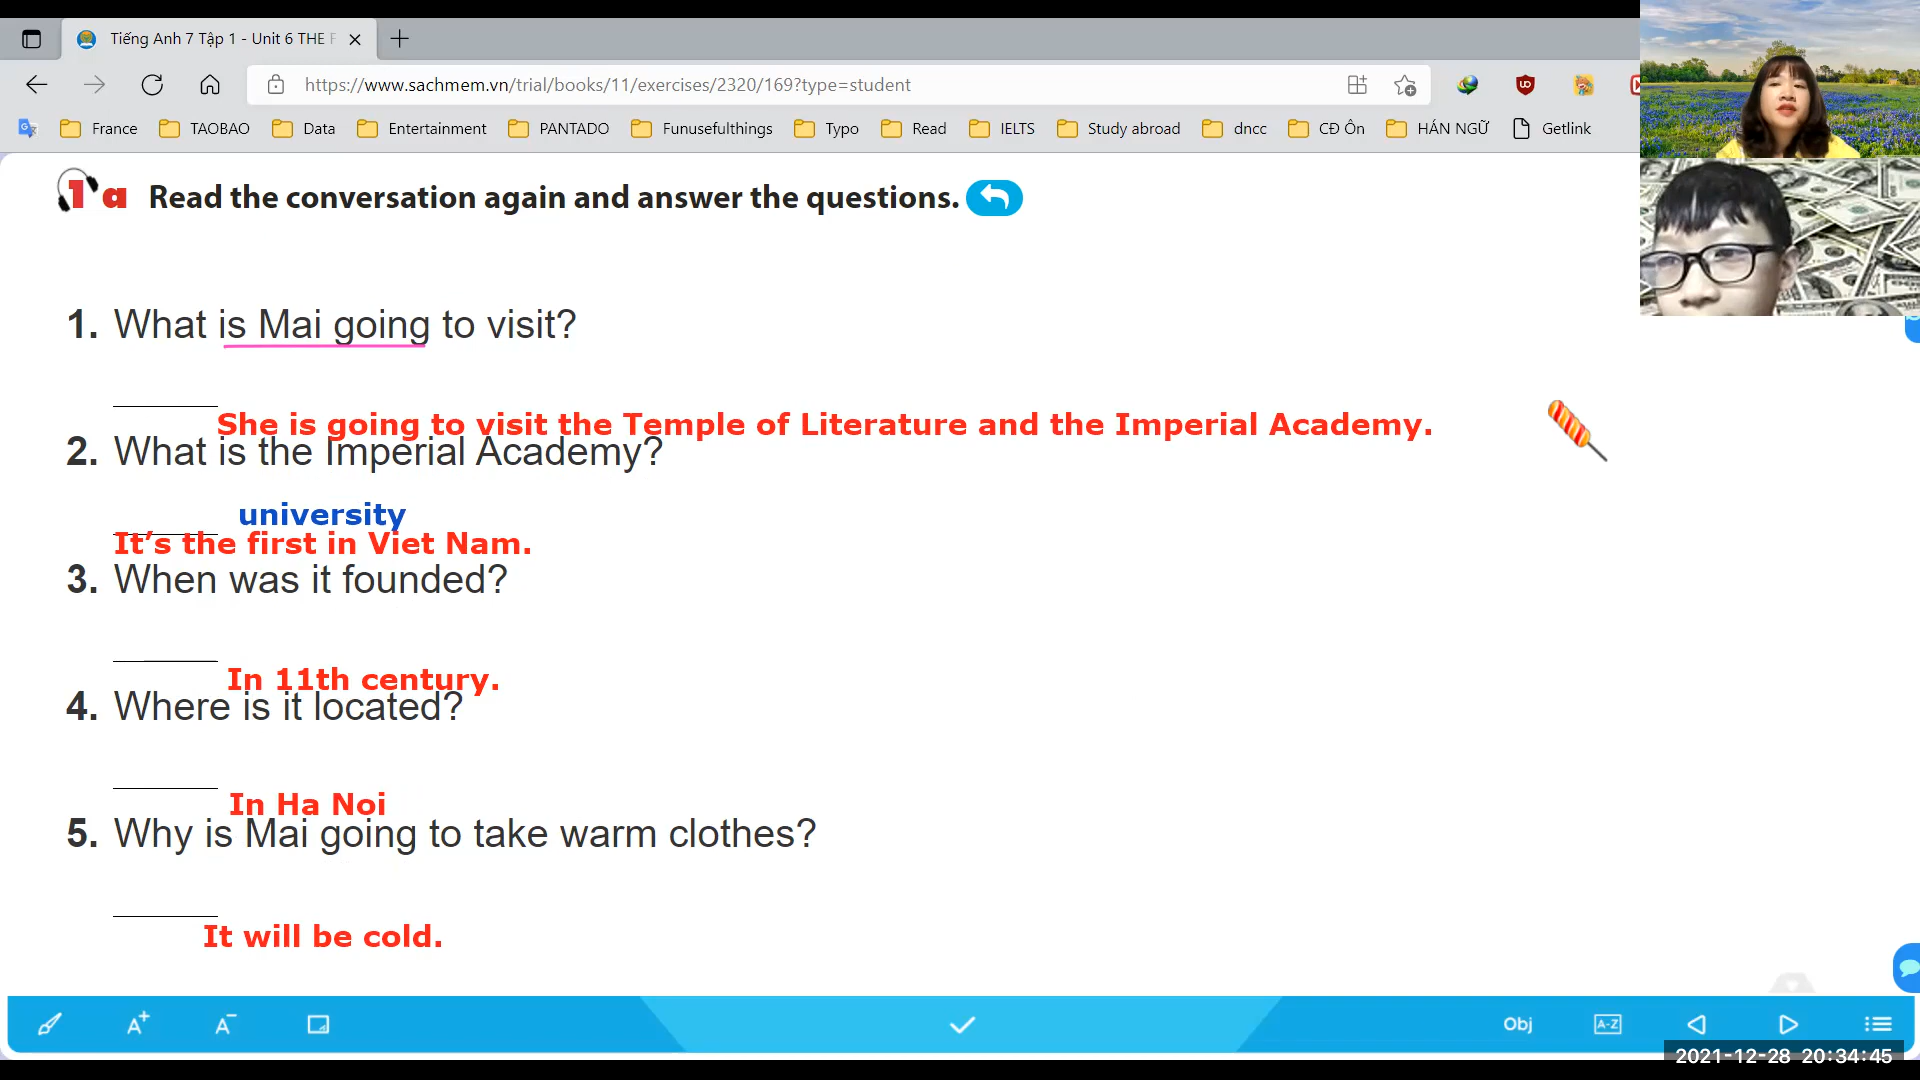 Tiếng Anh 7 Tập 1 - Unit 6 THE
https://www.sachmem.vn/trial/books/11/exercises/2320/169?type=student
France TAOBAO Data Entertainment PANTADO Funusefulthings Typo Read IELTS Study abroad dncc CĐ Ôn HÁN NGỮ Getlink
1a Read the conversation again and answer the questions.
1. What is Mai going to visit?
She is going to visit the Temple of Literature and the Imperial Academy.
2. What is the Imperial Academy?
university
It's the first in Viet Nam.
3. When was it founded?
In 11th century.
4. Where is it located?
In Ha Noi
5. Why is Mai going to take warm clothes?
It will be cold.
A+ A- Obj A-Z
2021-12-28 20:34:45